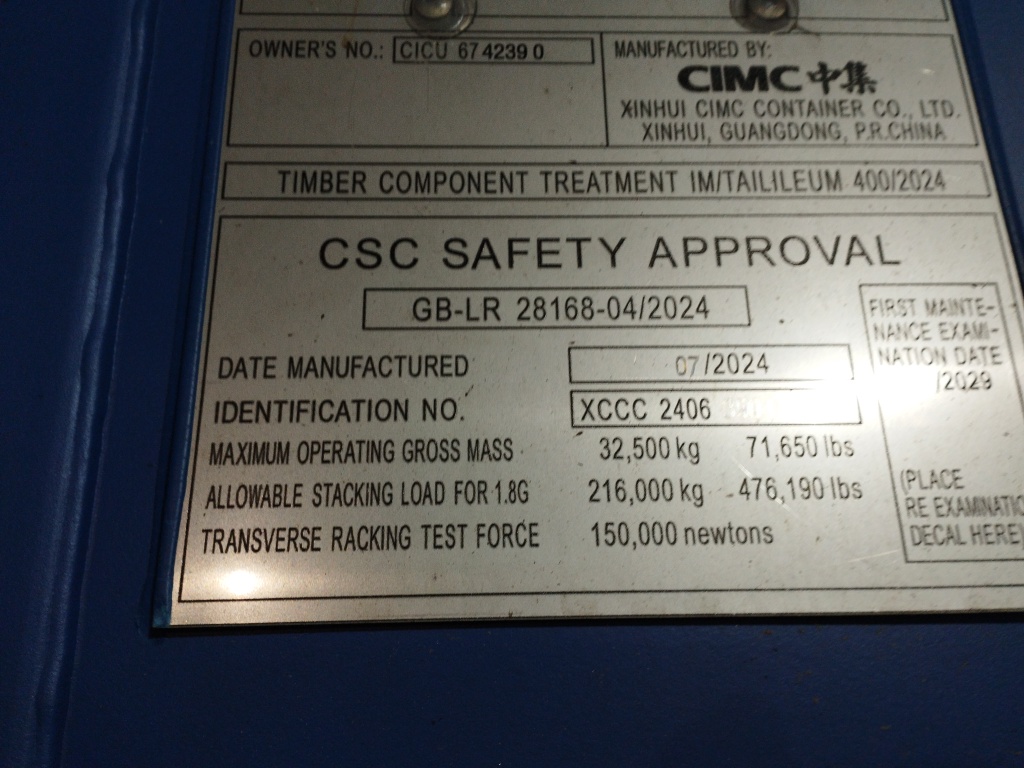 OWNER'S NO.: CICU 674239 0
MANUFACTURED BY:
CIMC 中集
XINHUI CIMC CONTAINER CO., LTD.
XINHUI, GUANGDONG, P.R.CHINA
TIMBER COMPONENT TREATMENT IM/TAILILEUM 400/2024
CSC SAFETY APPROVAL
GB-LR 28168-04/2024
DATE MANUFACTURED 07/2024
IDENTIFICATION NO. XCCC 2406
MAXIMUM OPERATING GROSS MASS 32,500 kg 71,650 lbs
ALLOWABLE STACKING LOAD FOR 1.8G 216,000 kg 476,190 lbs
TRANSVERSE RACKING TEST FORCE 150,000 newtons
FIRST MAINTE-
NANCE EXAMI-
NATION DATE
/2029
(PLACE
RE EXAMINATIO
DECAL HERE)